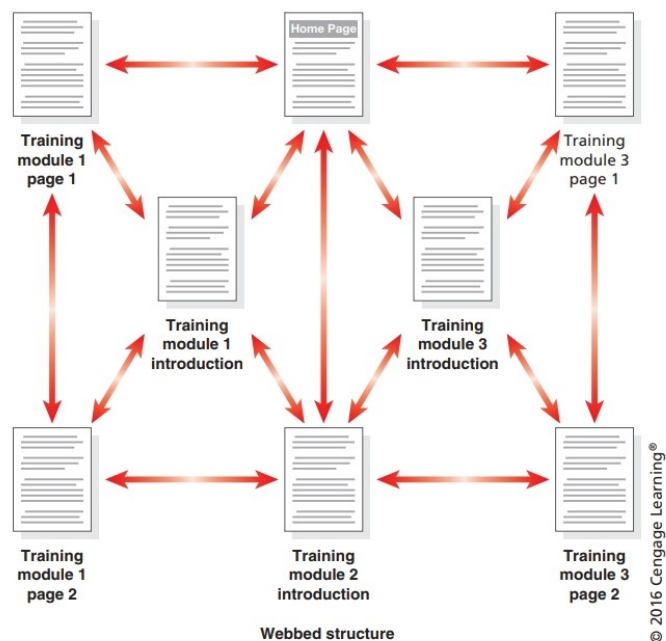 Home Page
Training
module 1
page 1
Training
module 3
page 1
Training
module 1
introduction
Training
module 3
introduction
Training
module 1
page 2
Training
module 2
introduction
Training
module 3
page 2
Webbed structure
© 2016 Cengage Learning®